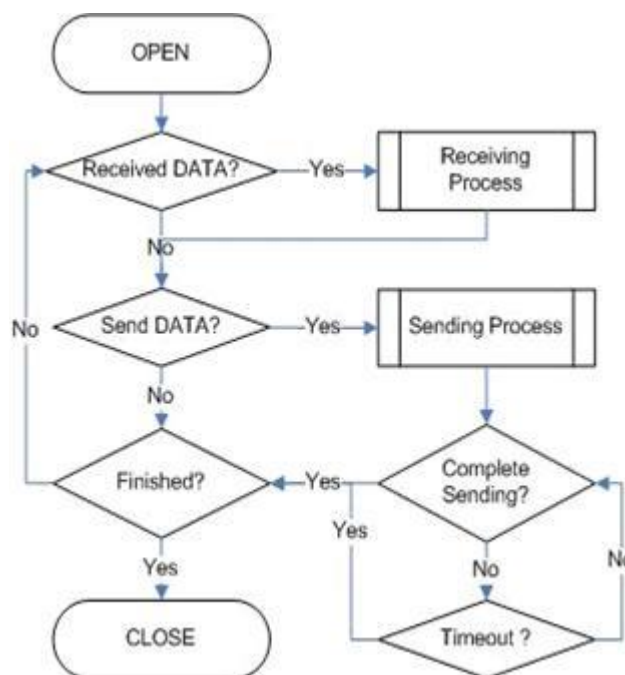 OPEN
Received DATA?
Yes
Receiving
Process
No
Send DATA?
Yes
Sending Process
No
No
Finished?
Yes
Complete
Sending?
Yes
No
No
Yes
CLOSE
Timeout ?